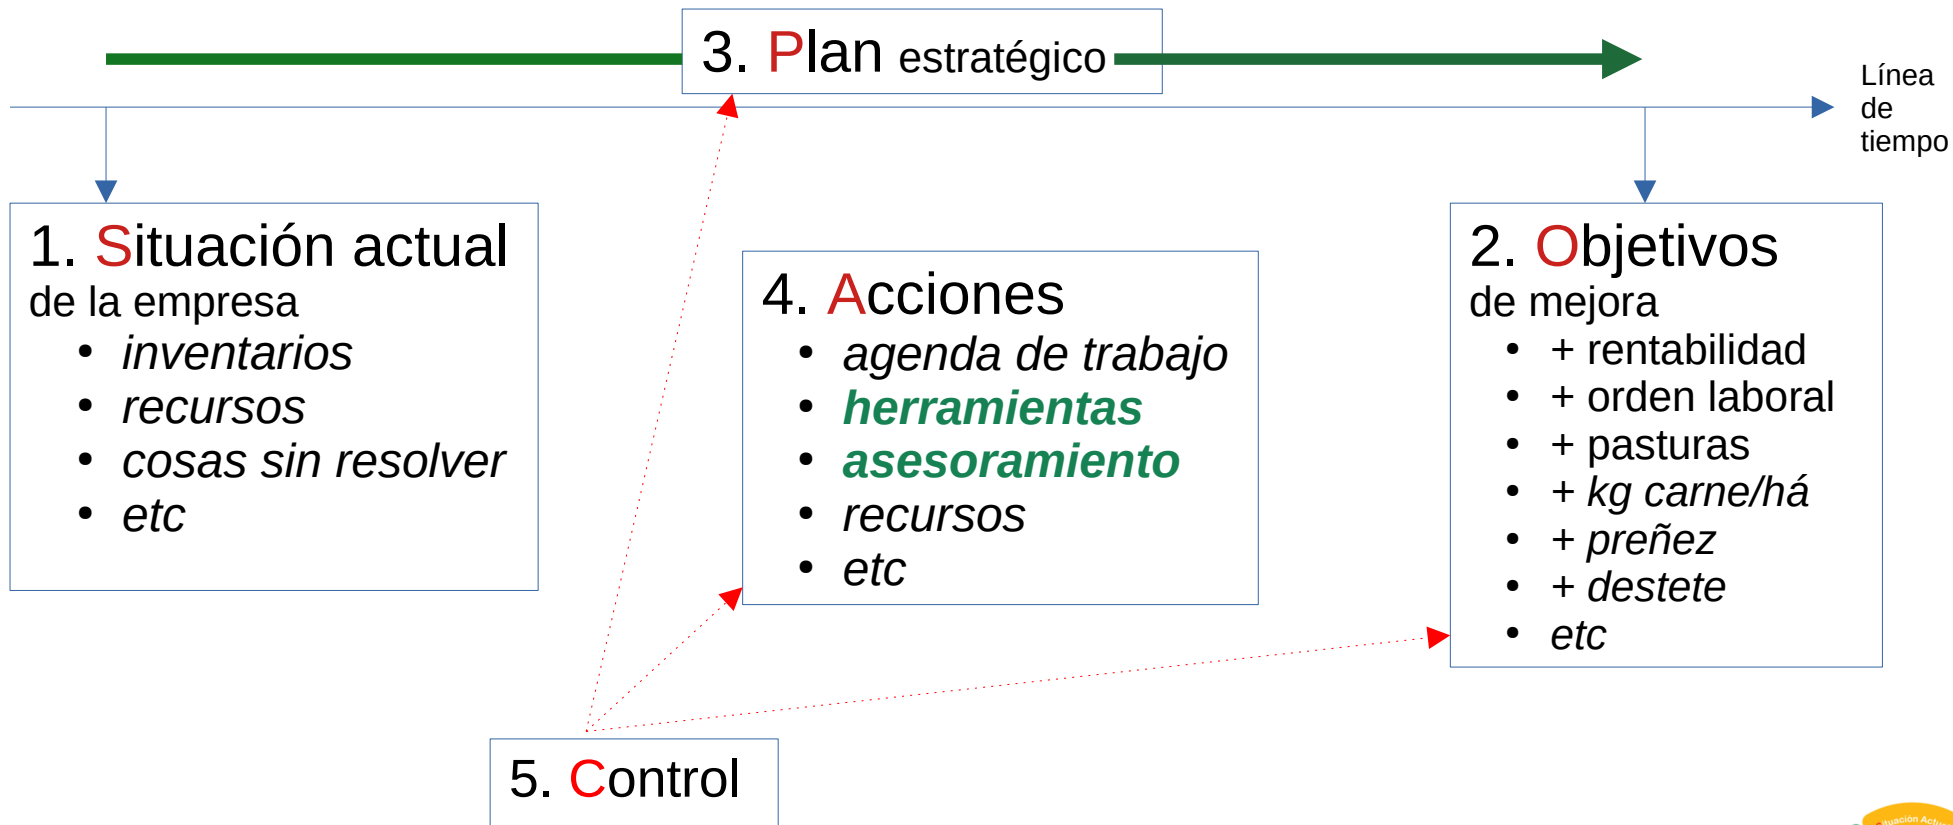 3. Plan estratégico
Línea
de
tiempo
1. Situación actual
de la empresa
• inventarios
• recursos
• cosas sin resolver
• etc
4. Acciones
• agenda de trabajo
• herramientas
• asesoramiento
• recursos
• etc
2. Objetivos
de mejora
• + rentabilidad
• + orden laboral
• + pasturas
• + kg carne/há
• + preñez
• + destete
• etc
5. Control